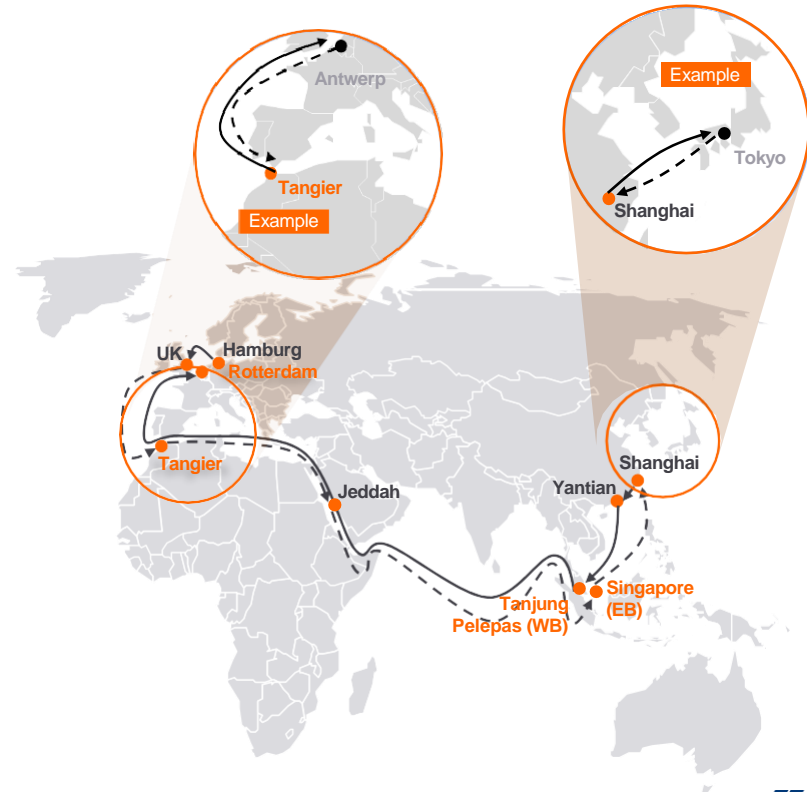 Antwerp
Tangier
Example
Example
Tokyo
Shanghai
UK
Hamburg
Rotterdam
Tangier
Jeddah
Shanghai
Yantian
Tanjung
Pelepas (WB)
Singapore
(EB)